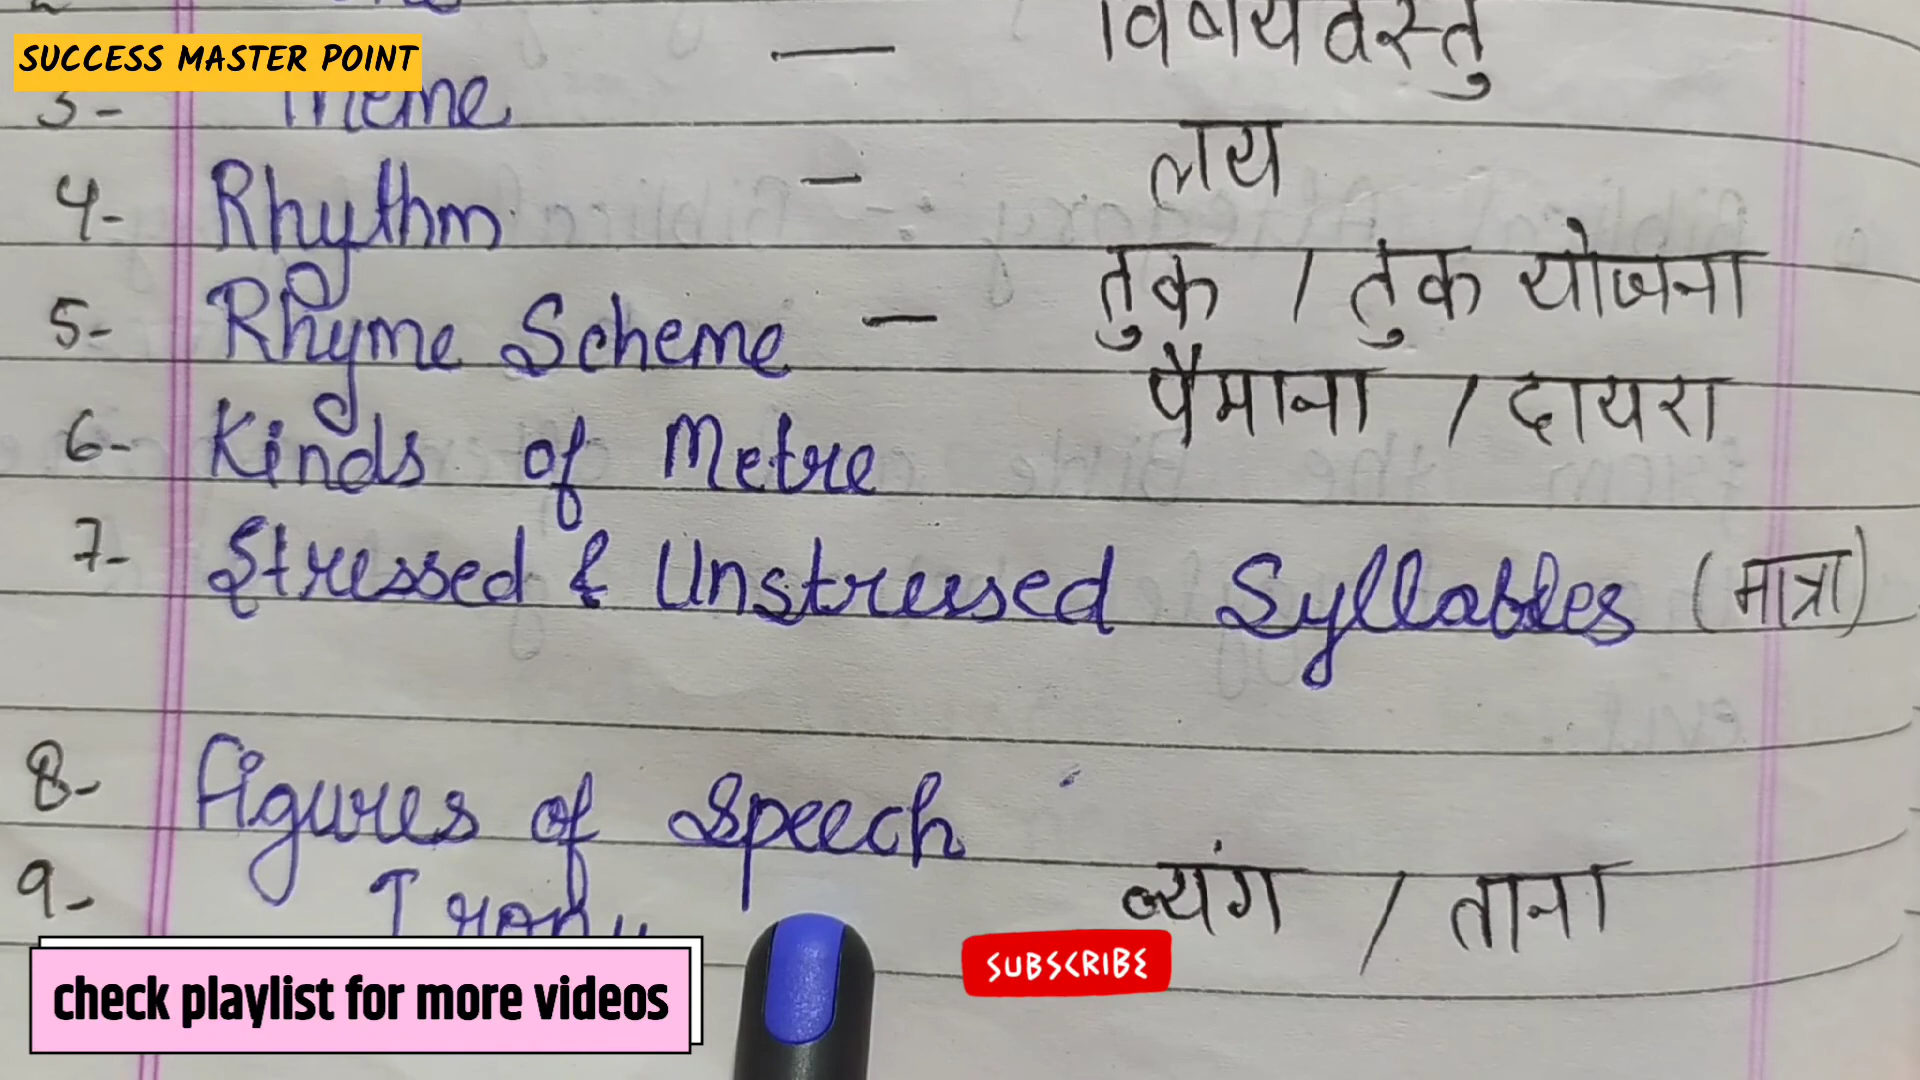 SUCCESS MASTER POINT
3- Theme — विषयवस्तु
4- Rhythm — लय
5- Rhyme Scheme — तुक / तुक योजना
6- Kinds of Metre पैमाना / दायरा
7- Stressed & Unstressed Syllables (मात्रा)
8- Figures of Speech
9- Irony व्यंग / ताना
check playlist for more videos
SUBSCRIBE